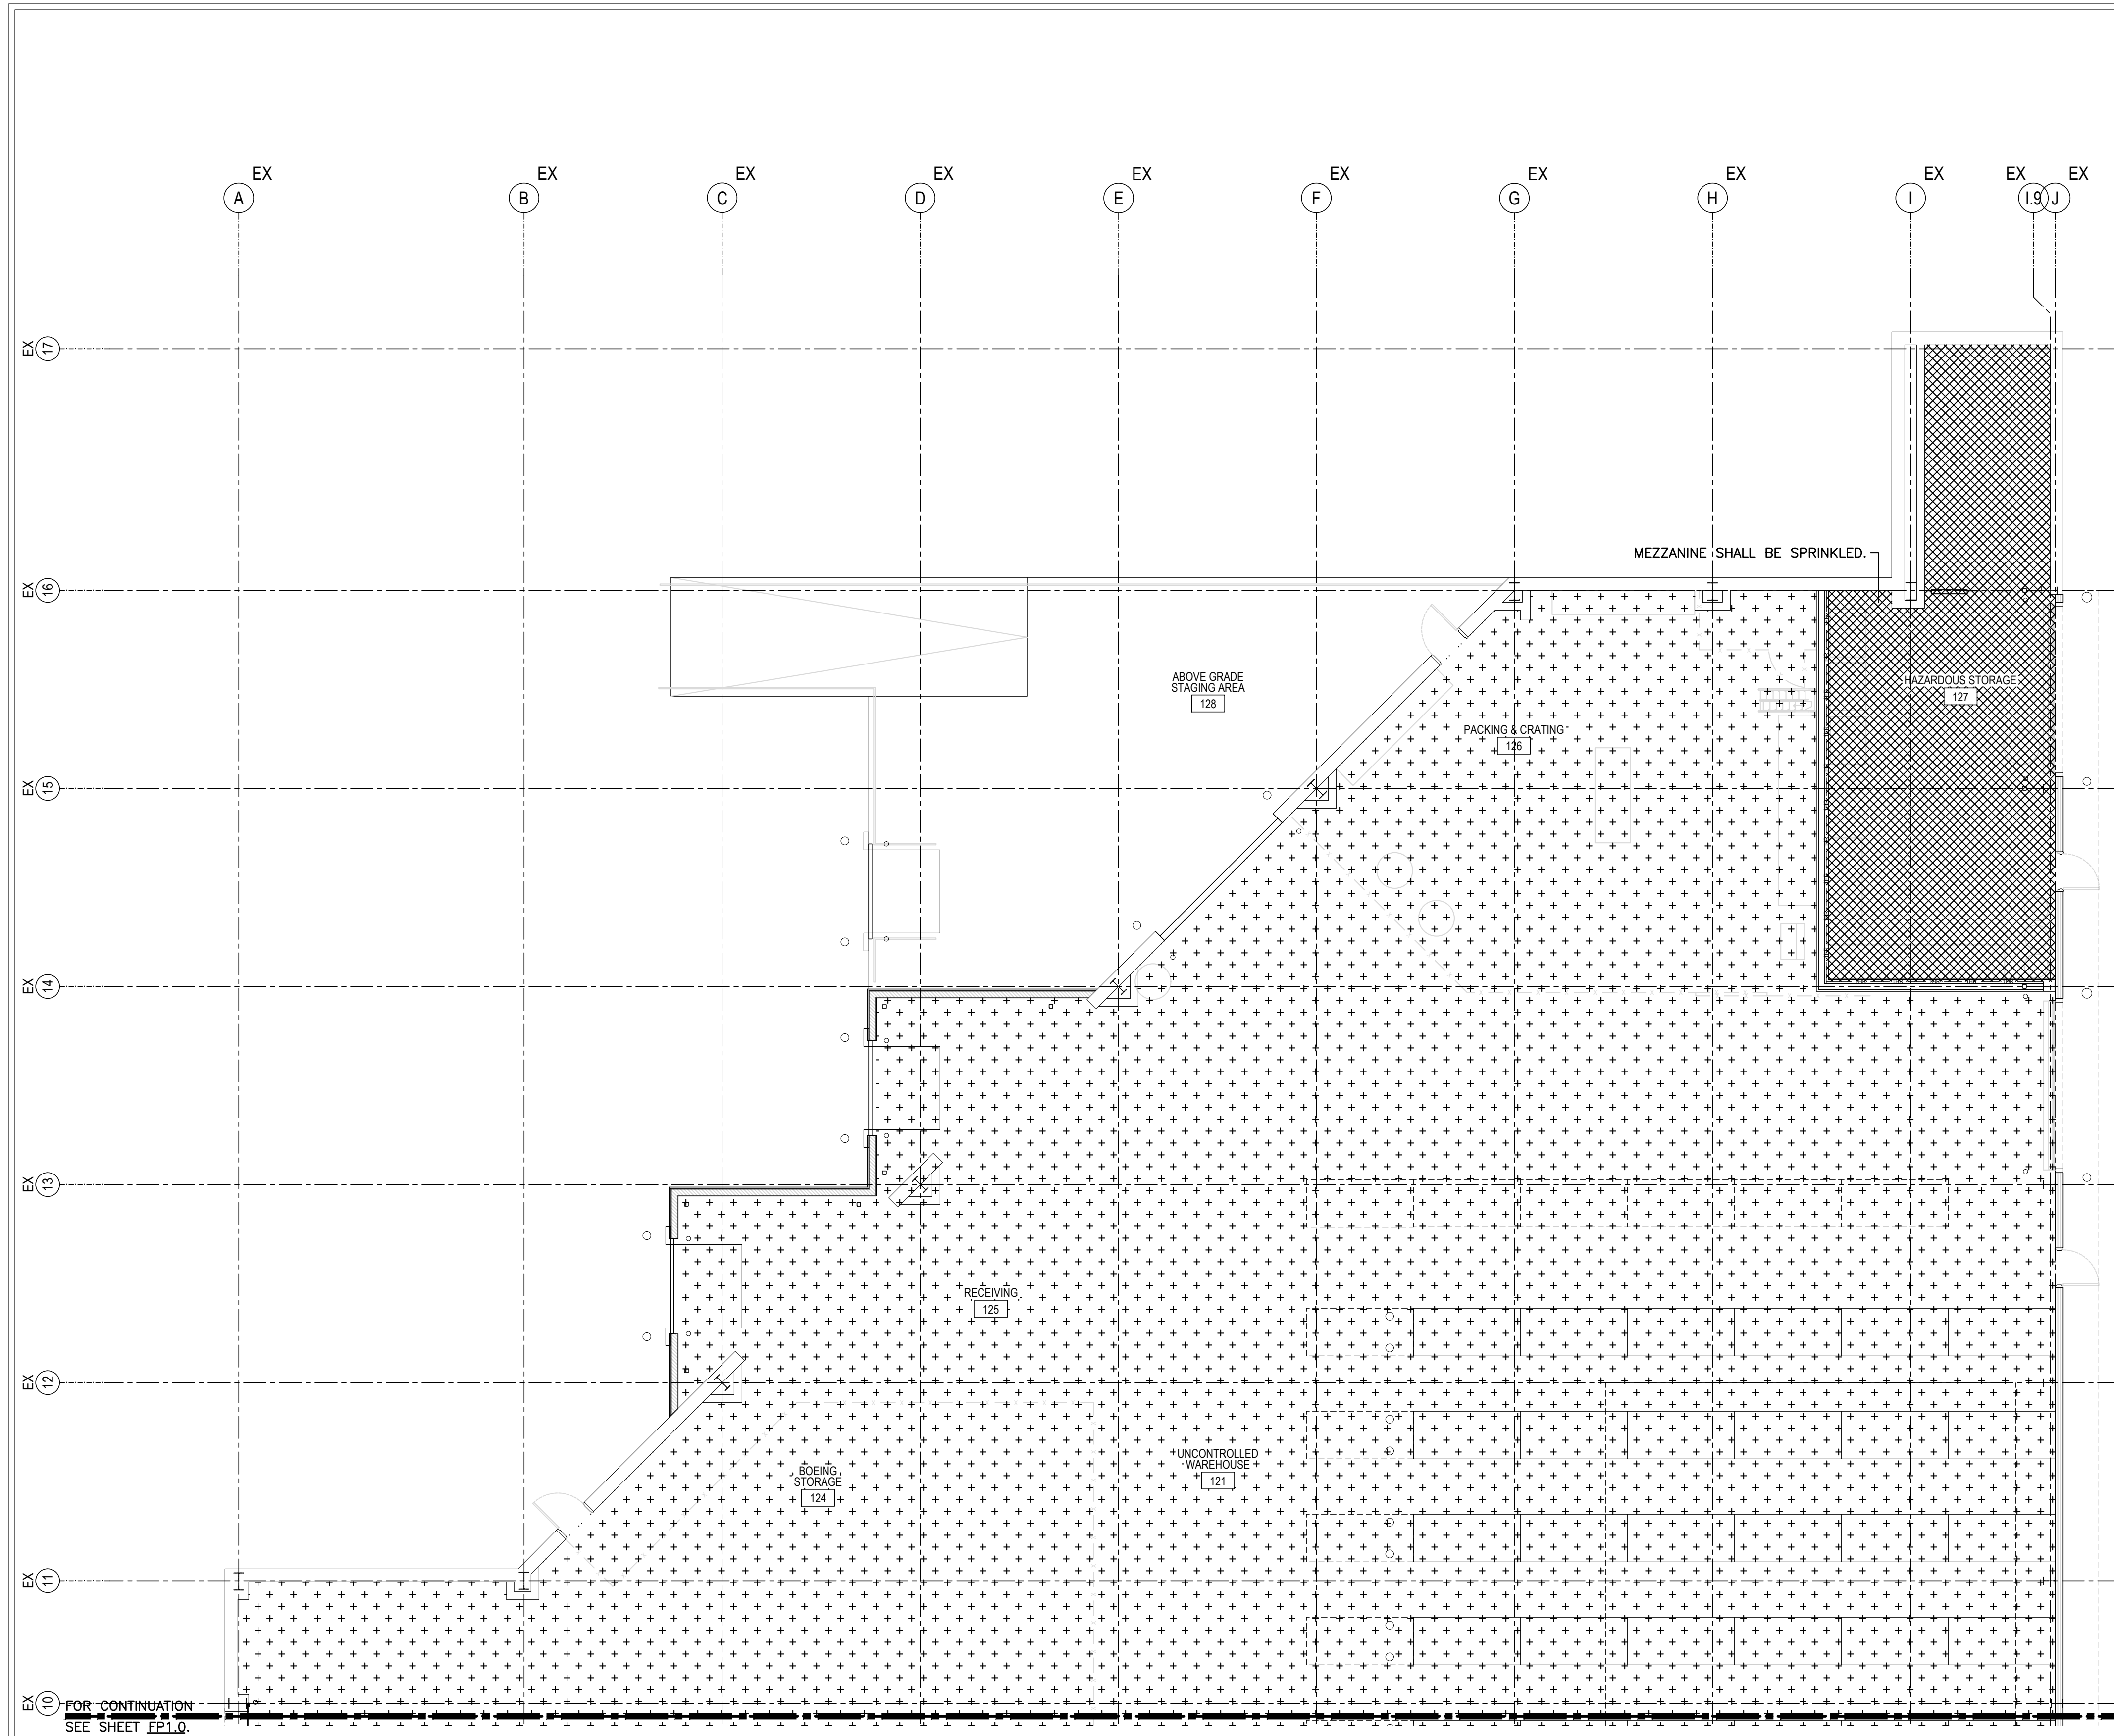 EX EX EX EX EX EX EX EX EX EX EX
A B C D E F G H I I.9 J
EX 17
MEZZANINE SHALL BE SPRINKLED.
EX 16
ABOVE GRADE
STAGING AREA
128
HAZARDOUS STORAGE
127
PACKING & CRATING
126
EX 15
EX 14
EX 13
RECEIVING
125
EX 12
UNCONTROLLED
WAREHOUSE
121
BOEING
STORAGE
124
EX 11
EX 10
FOR CONTINUATION
SEE SHEET FP1.0.